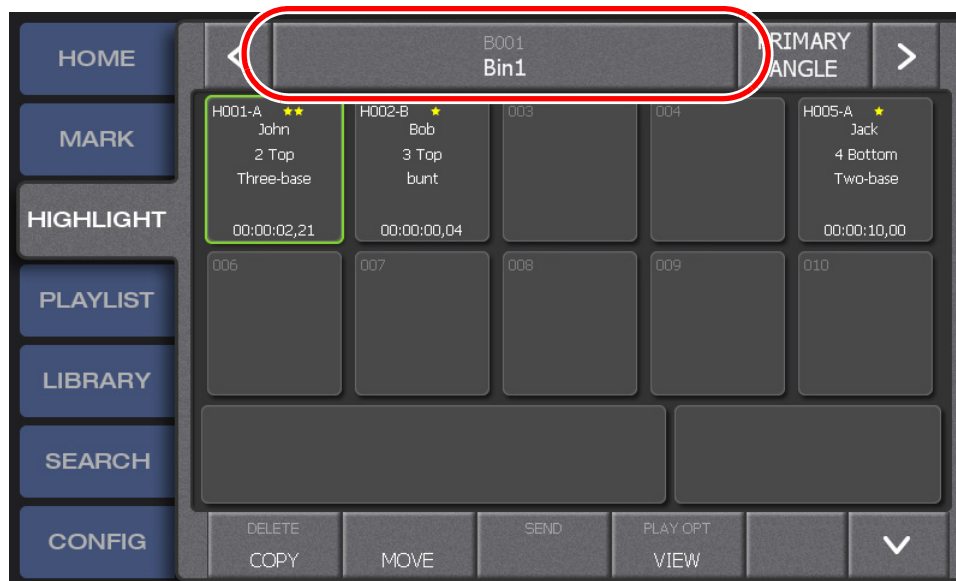 HOME
MARK
HIGHLIGHT
PLAYLIST
LIBRARY
SEARCH
CONFIG
B001
Bin1
PRIMARY
ANGLE
H001-A ★★
John
2 Top
Three-base
00:00:02,21
H002-B ★
Bob
3 Top
bunt
00:00:00,04
003
004
H005-A ★
Jack
4 Bottom
Two-base
00:00:10,00
006
007
008
009
010
DELETE
COPY
MOVE
SEND
PLAY OPT
VIEW